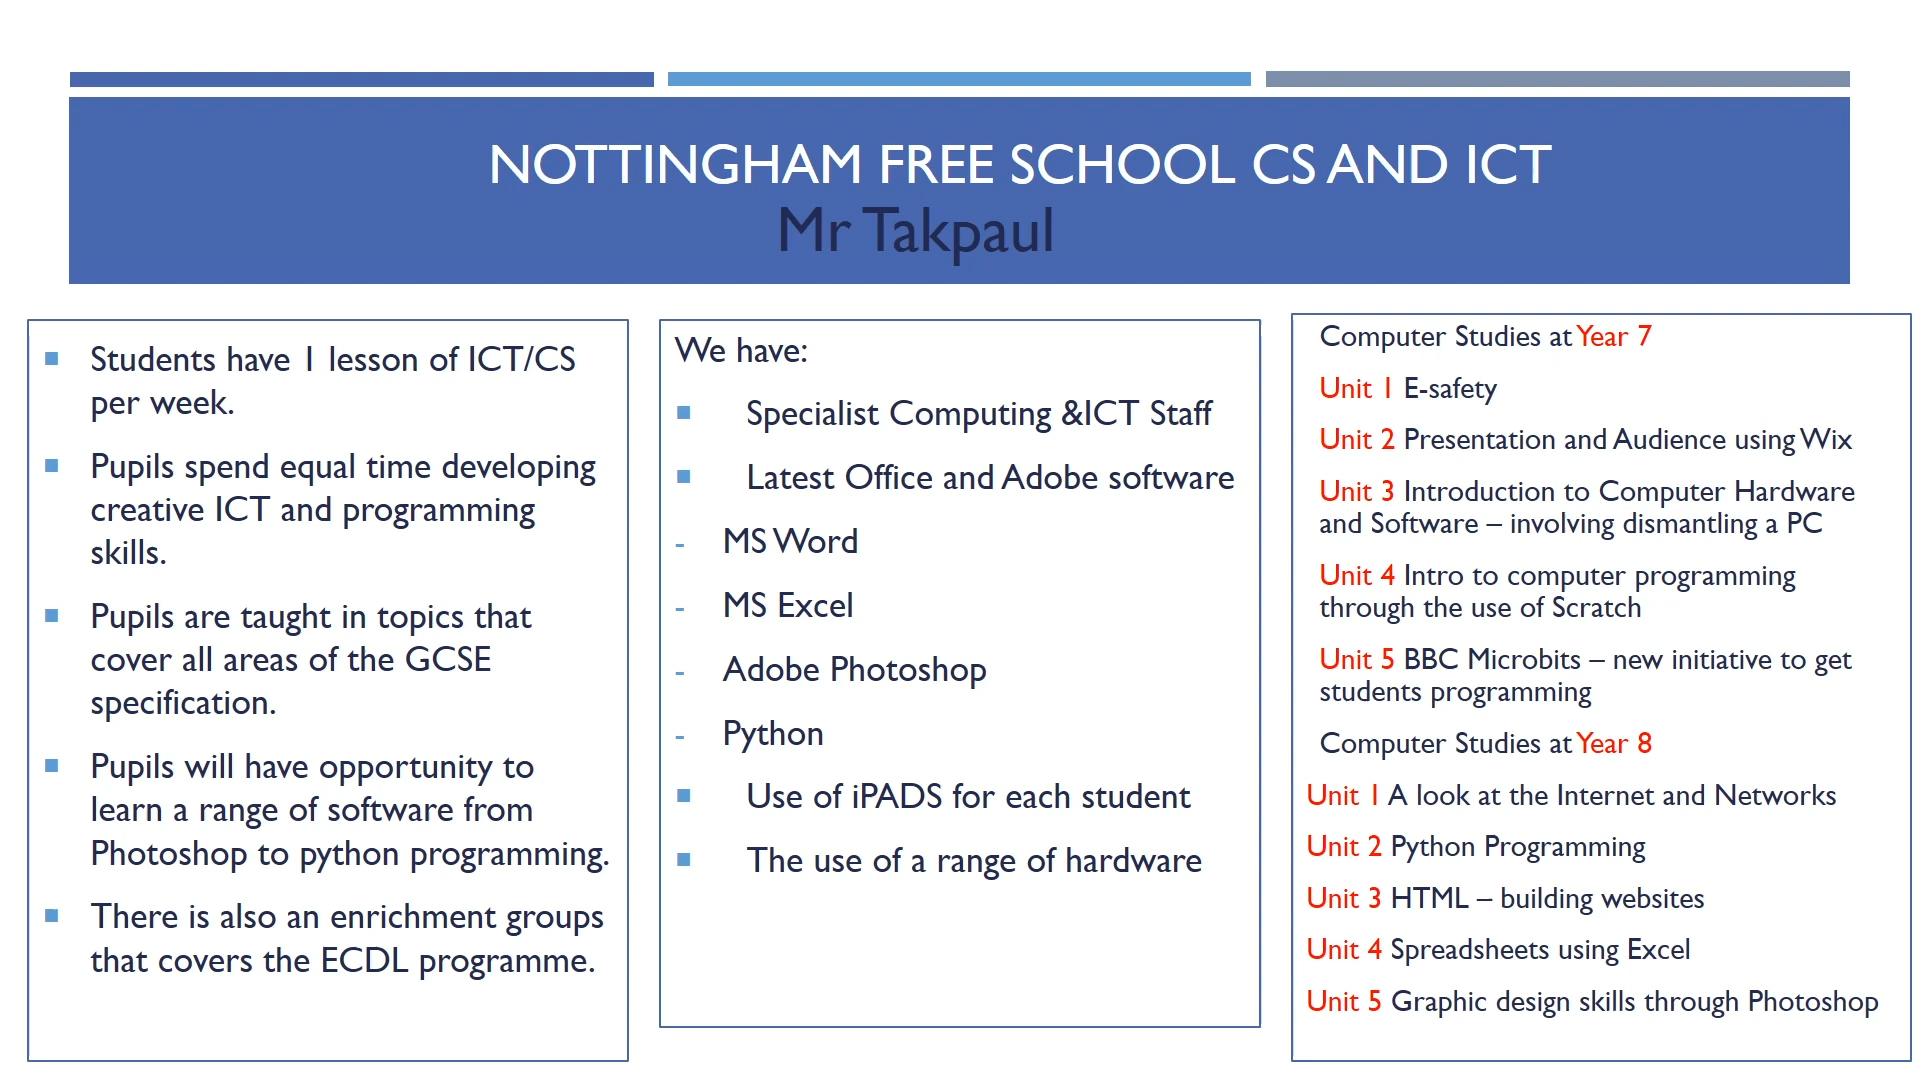 NOTTINGHAM FREE SCHOOL CS AND ICT
Mr Takpaul
Students have 1 lesson of ICT/CS
per week.
Pupils spend equal time developing
creative ICT and programming
skills.
Pupils are taught in topics that
cover all areas of the GCSE
specification.
Pupils will have opportunity to
learn a range of software from
Photoshop to python programming.
There is also an enrichment groups
that covers the ECDL programme.
We have:
Specialist Computing &ICT Staff
Latest Office and Adobe software
- MS Word
- MS Excel
- Adobe Photoshop
- Python
Use of iPADS for each student
The use of a range of hardware
Computer Studies at Year 7
Unit 1 E-safety
Unit 2 Presentation and Audience using Wix
Unit 3 Introduction to Computer Hardware
and Software – involving dismantling a PC
Unit 4 Intro to computer programming
through the use of Scratch
Unit 5 BBC Microbits – new initiative to get
students programming
Computer Studies at Year 8
Unit 1 A look at the Internet and Networks
Unit 2 Python Programming
Unit 3 HTML – building websites
Unit 4 Spreadsheets using Excel
Unit 5 Graphic design skills through Photoshop